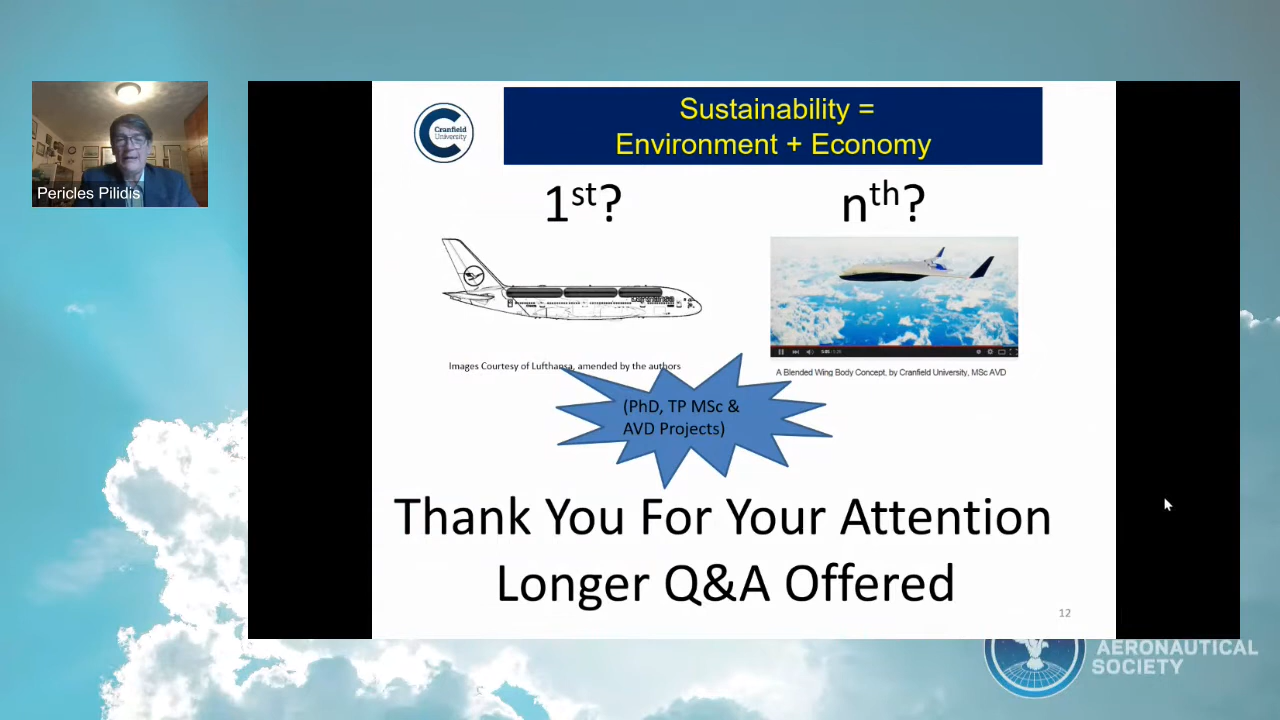 Pericles Pilidis
Cranfield
University
Sustainability =
Environment + Economy
1st?
nth?
Images Courtesy of Lufthansa, amended by the authors
A Blended Wing Body Concept, by Cranfield University, MSc AVD
(PhD, TP MSc &
AVD Projects)
Thank You For Your Attention
Longer Q&A Offered
12
AERONAUTICAL
SOCIETY